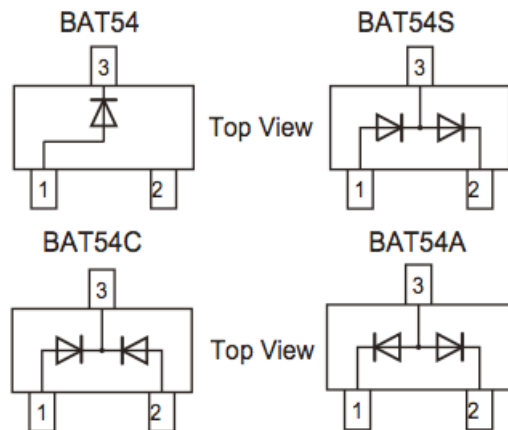 BAT54 BAT54S
3 3
Top View
1 2 1 2
BAT54C BAT54A
3 3
Top View
1 2 1 2